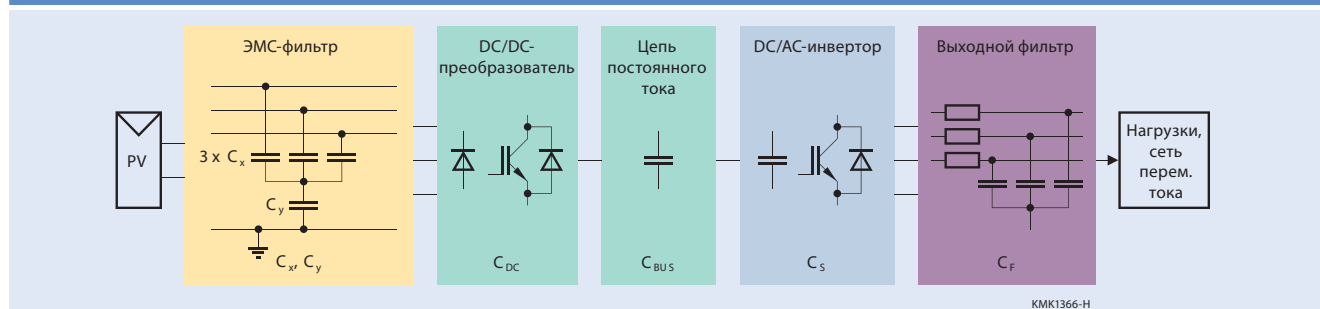 ЭМС-фильтр
DC/DC-
преобразователь
Цепь
постоянного
тока
DC/AC-инвертор
Выходной фильтр
PV
3 x Cx
Cy
Нагрузки,
сеть
перем.
тока
Cx, Cy
CDC
CBUS
CS
CF
KMK1366-H